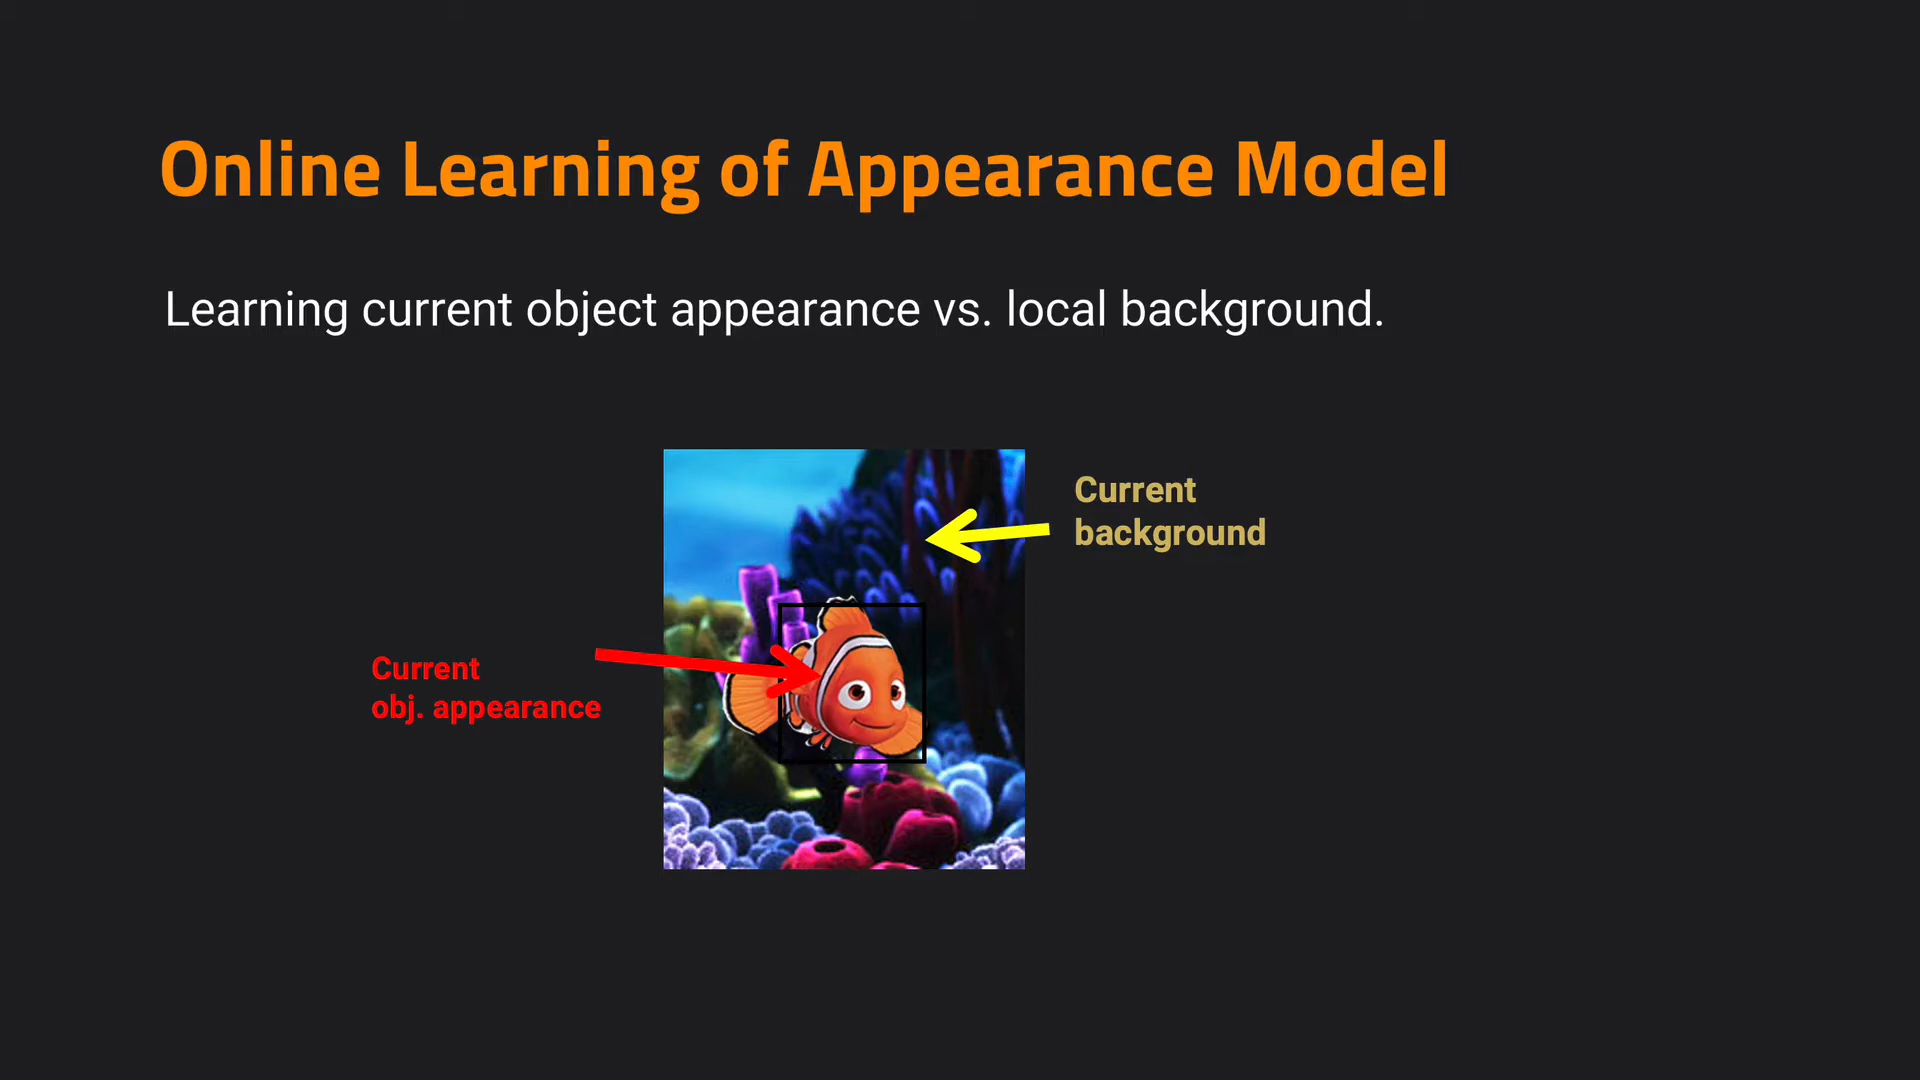 Online Learning of Appearance Model
Learning current object appearance vs. local background.
Current
background
Current
obj. appearance